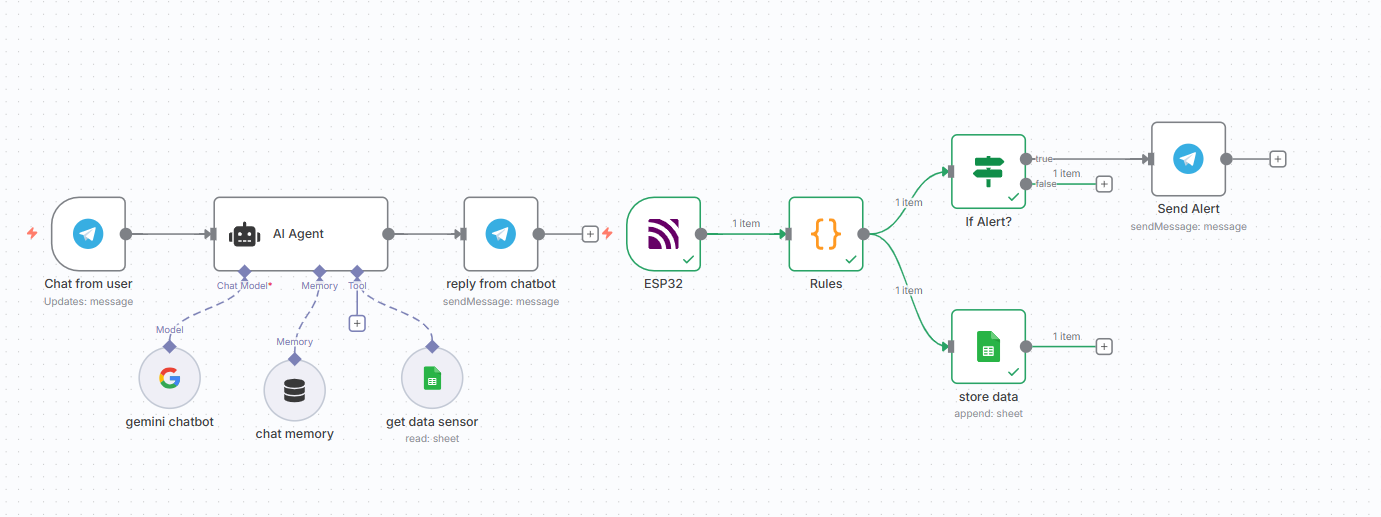 Chat from user
Updates: message
AI Agent
Chat Model*
Memory
Tool
Model
gemini chatbot
Memory
chat memory
get data sensor
read: sheet
reply from chatbot
sendMessage: message
ESP32
1 item
Rules
1 item
1 item
If Alert?
true
false
1 item
Send Alert
sendMessage: message
store data
append: sheet
1 item